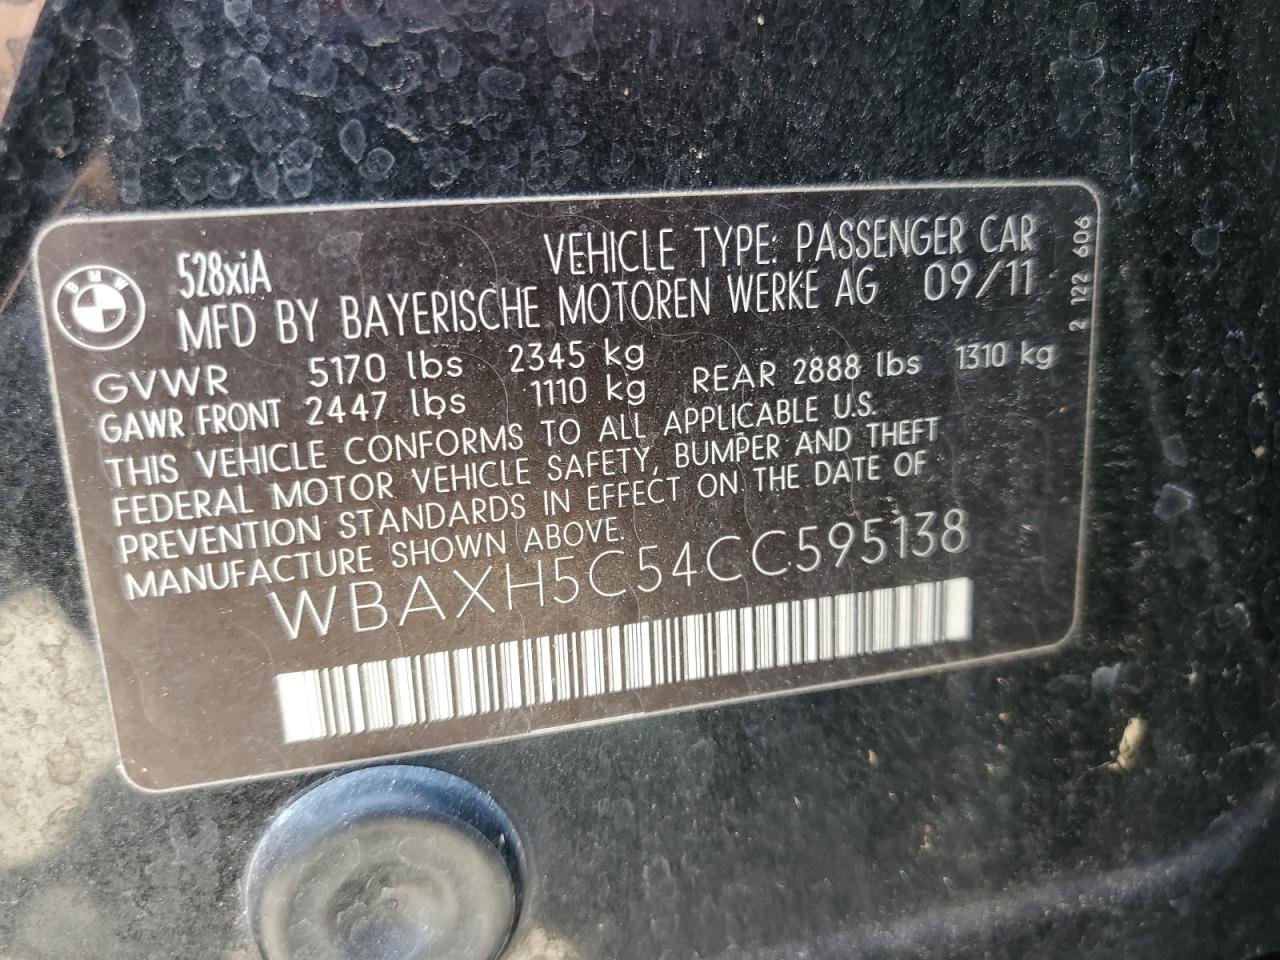 BMW
528xiA
VEHICLE TYPE: PASSENGER CAR
MFD BY BAYERISCHE MOTOREN WERKE AG 09/11
GVWR 5170 lbs 2345 kg
GAWR FRONT 2447 lbs 1110 kg REAR 2888 lbs 1310 kg
THIS VEHICLE CONFORMS TO ALL APPLICABLE U.S.
FEDERAL MOTOR VEHICLE SAFETY, BUMPER AND THEFT
PREVENTION STANDARDS IN EFFECT ON THE DATE OF
MANUFACTURE SHOWN ABOVE.
WBAXH5C54CC595138
2 122 606